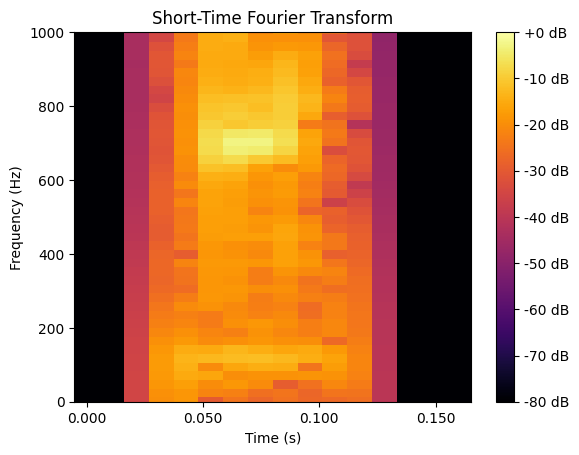 Short-Time Fourier Transform
1000
800
600
400
200
0
Frequency (Hz)
0.000
0.050
0.100
0.150
Time (s)
+0 dB
-10 dB
-20 dB
-30 dB
-40 dB
-50 dB
-60 dB
-70 dB
-80 dB